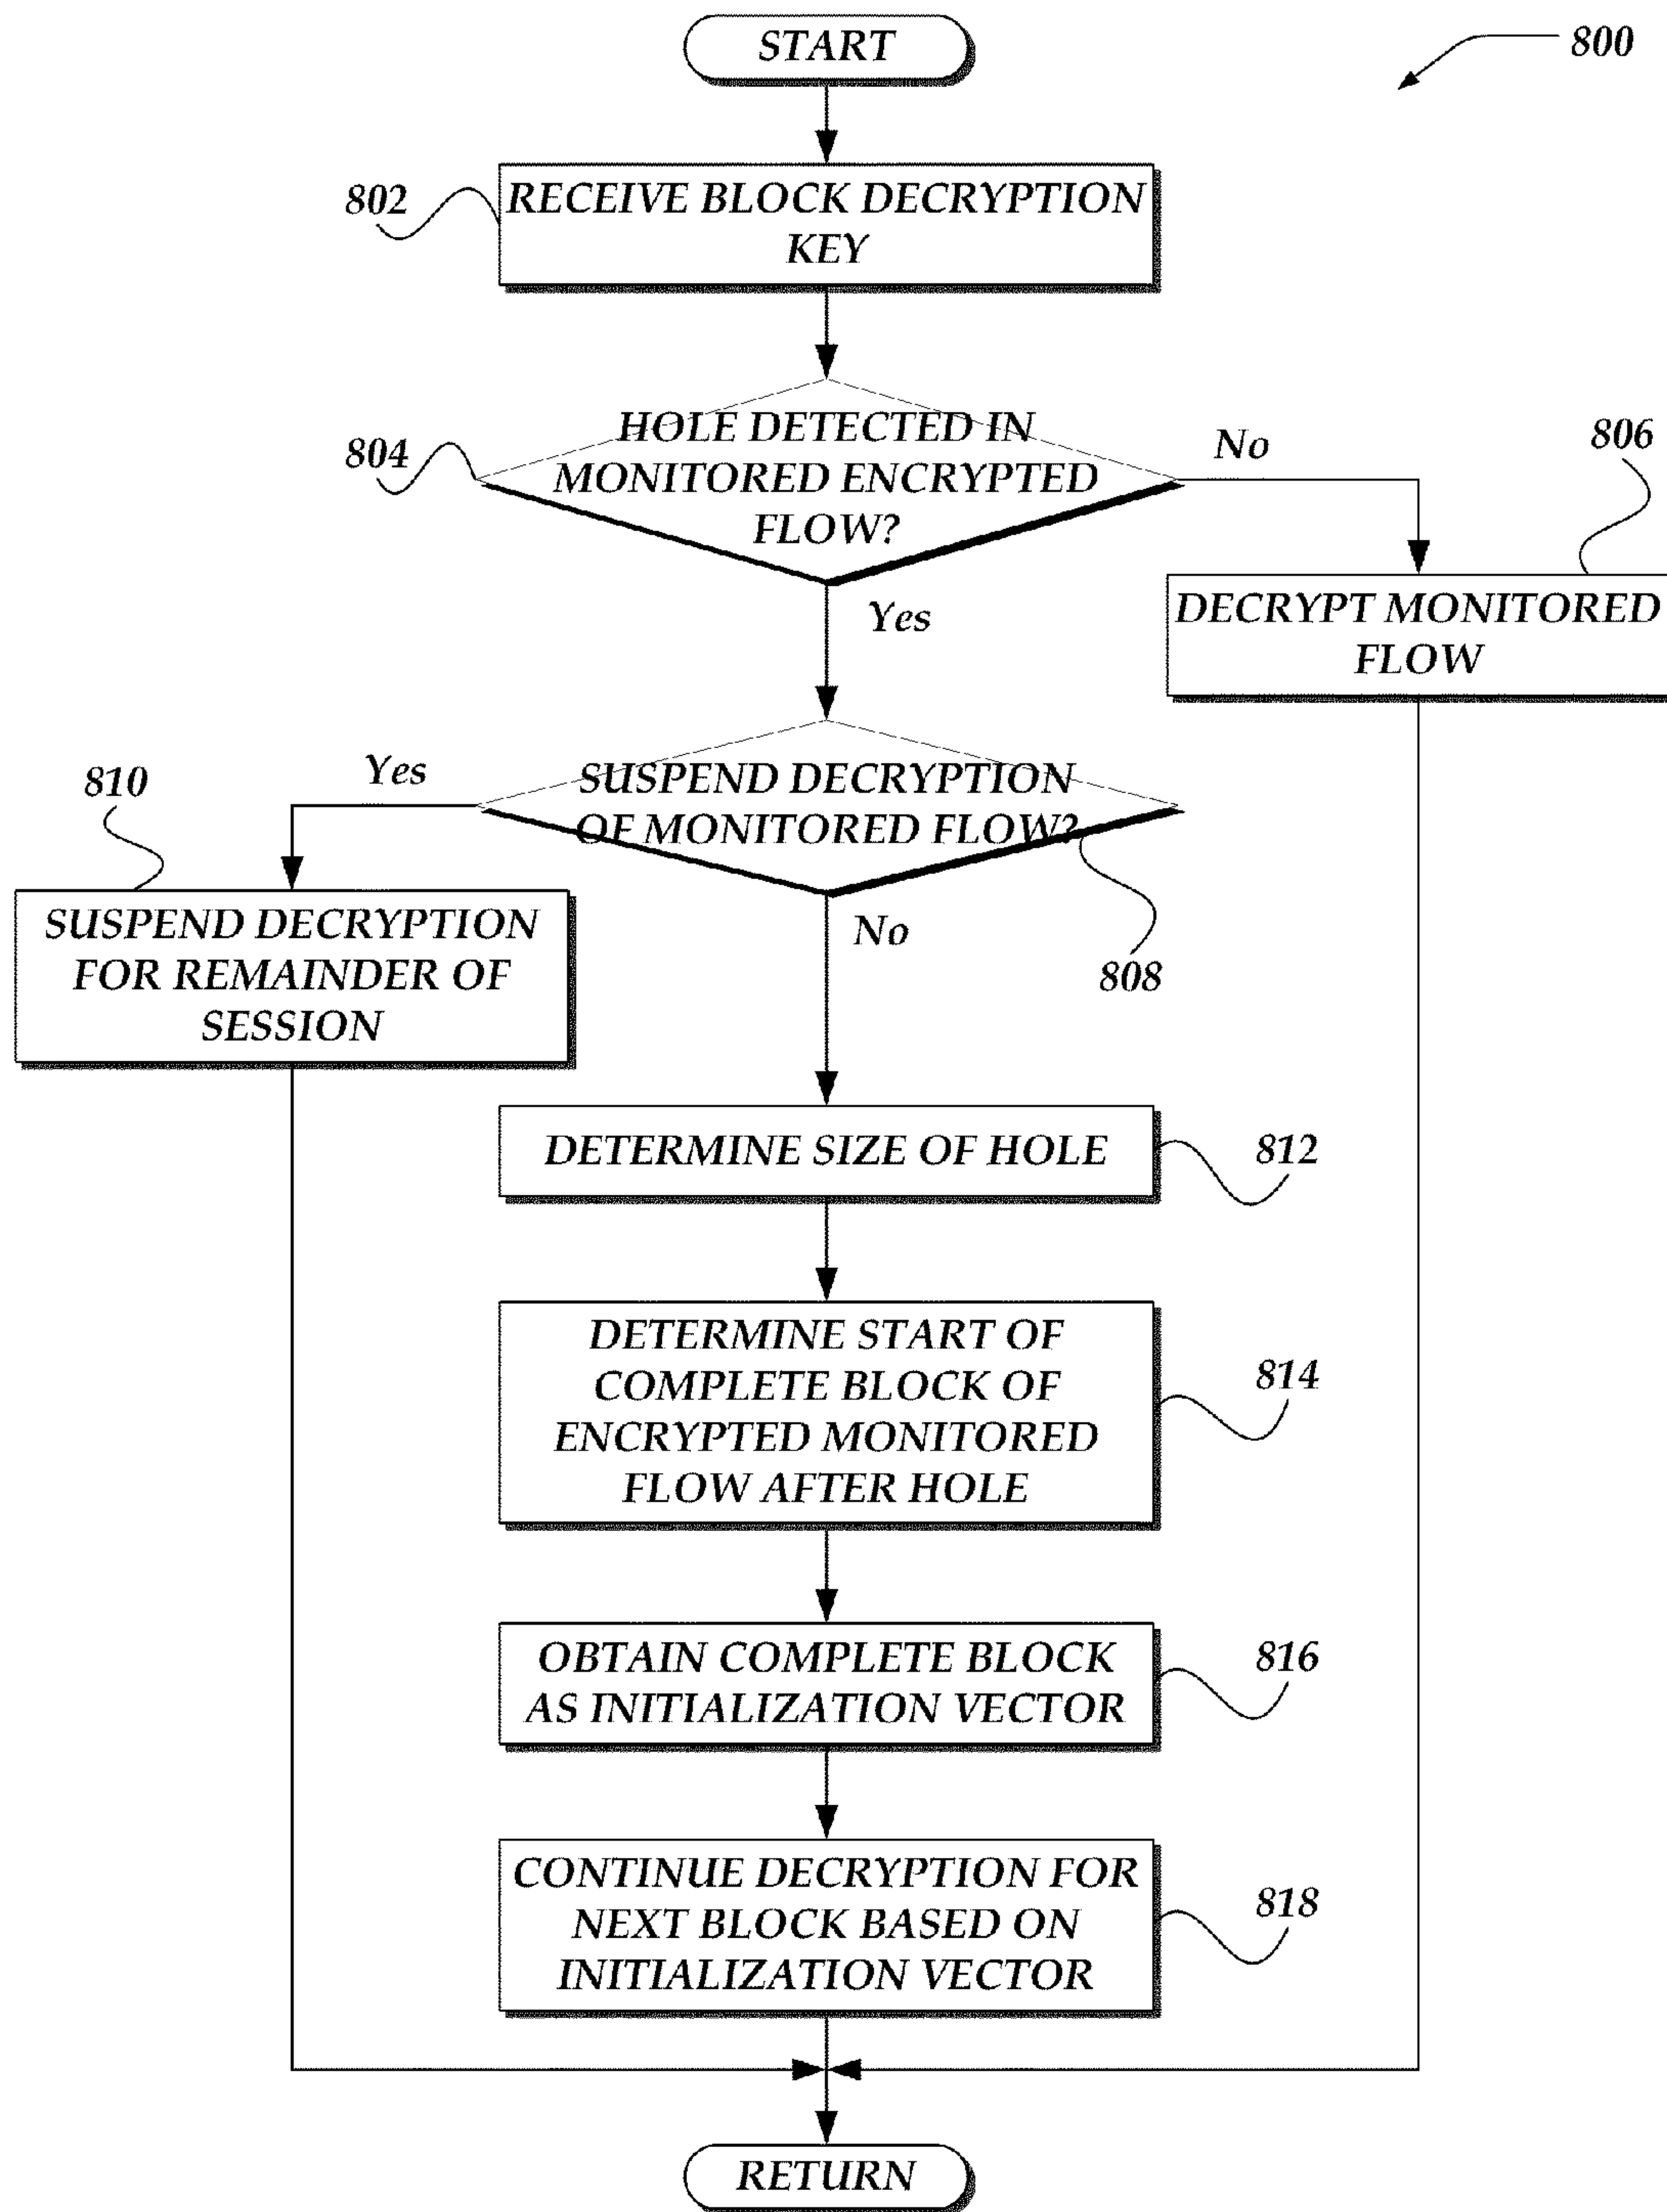 START
800
802
RECEIVE BLOCK DECRYPTION
KEY
804
HOLE DETECTED IN
MONITORED ENCRYPTED
FLOW?
No
806
Yes
DECRYPT MONITORED
FLOW
810
Yes
SUSPEND DECRYPTION
OF MONITORED FLOW?
808
No
SUSPEND DECRYPTION
FOR REMAINDER OF
SESSION
DETERMINE SIZE OF HOLE
812
DETERMINE START OF
COMPLETE BLOCK OF
ENCRYPTED MONITORED
FLOW AFTER HOLE
814
OBTAIN COMPLETE BLOCK
AS INITIALIZATION VECTOR
816
CONTINUE DECRYPTION FOR
NEXT BLOCK BASED ON
INITIALIZATION VECTOR
818
RETURN